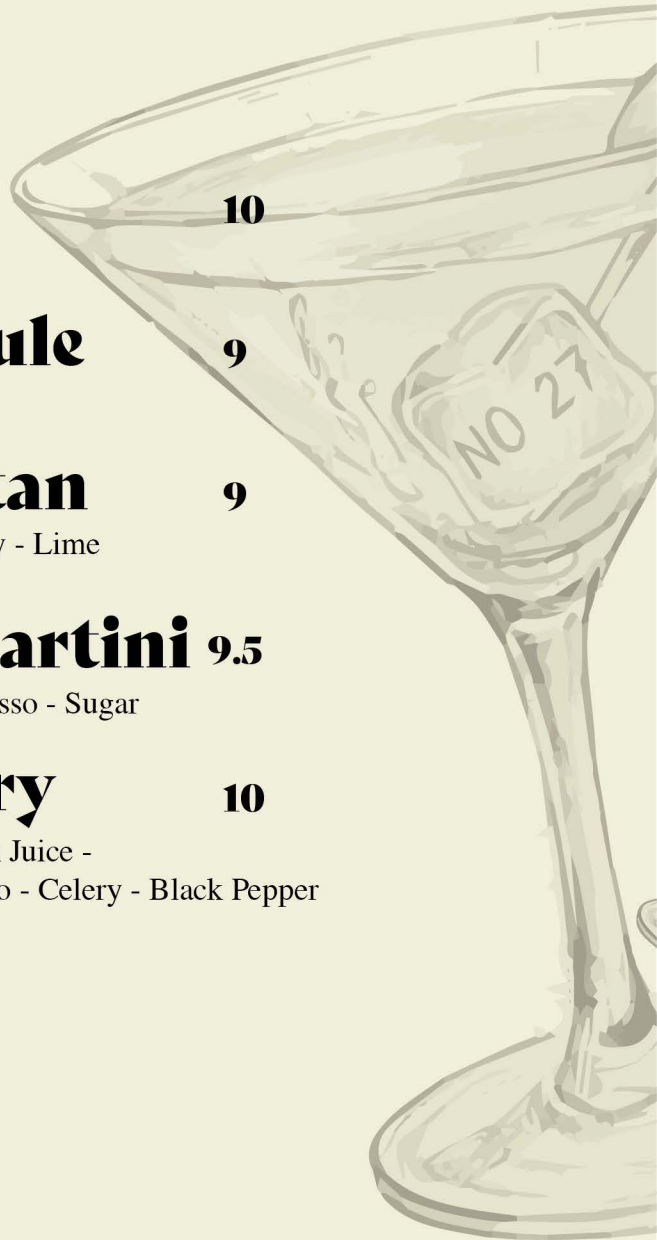 10
ule 9
tan 9
y - Lime
artini 9.5
sso - Sugar
ry 10
Juice -
o - Celery - Black Pepper
NO 27